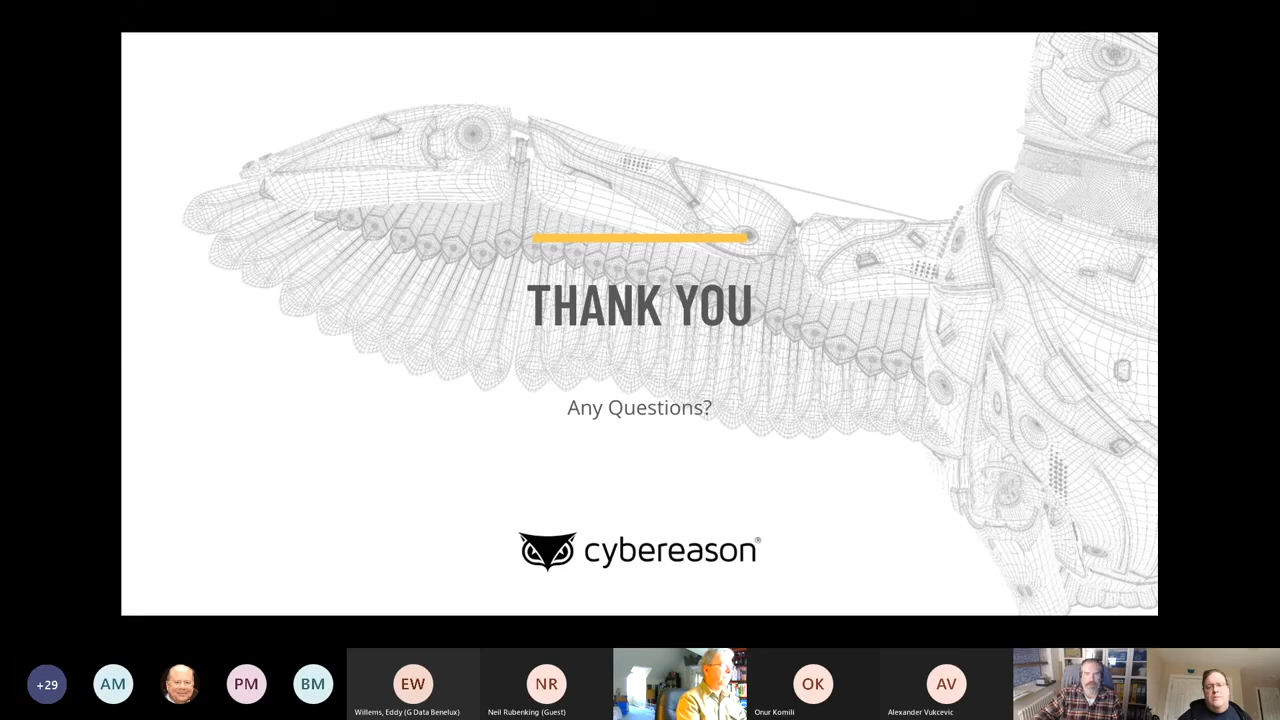 THANK YOU
Any Questions?
cybereason®
+29
AM
PM
BM
EW
Willems, Eddy (G Data Benelux)
NR
Neil Rubenking (Guest)
OK
Onur Komili
AV
Alexander Vukcevic